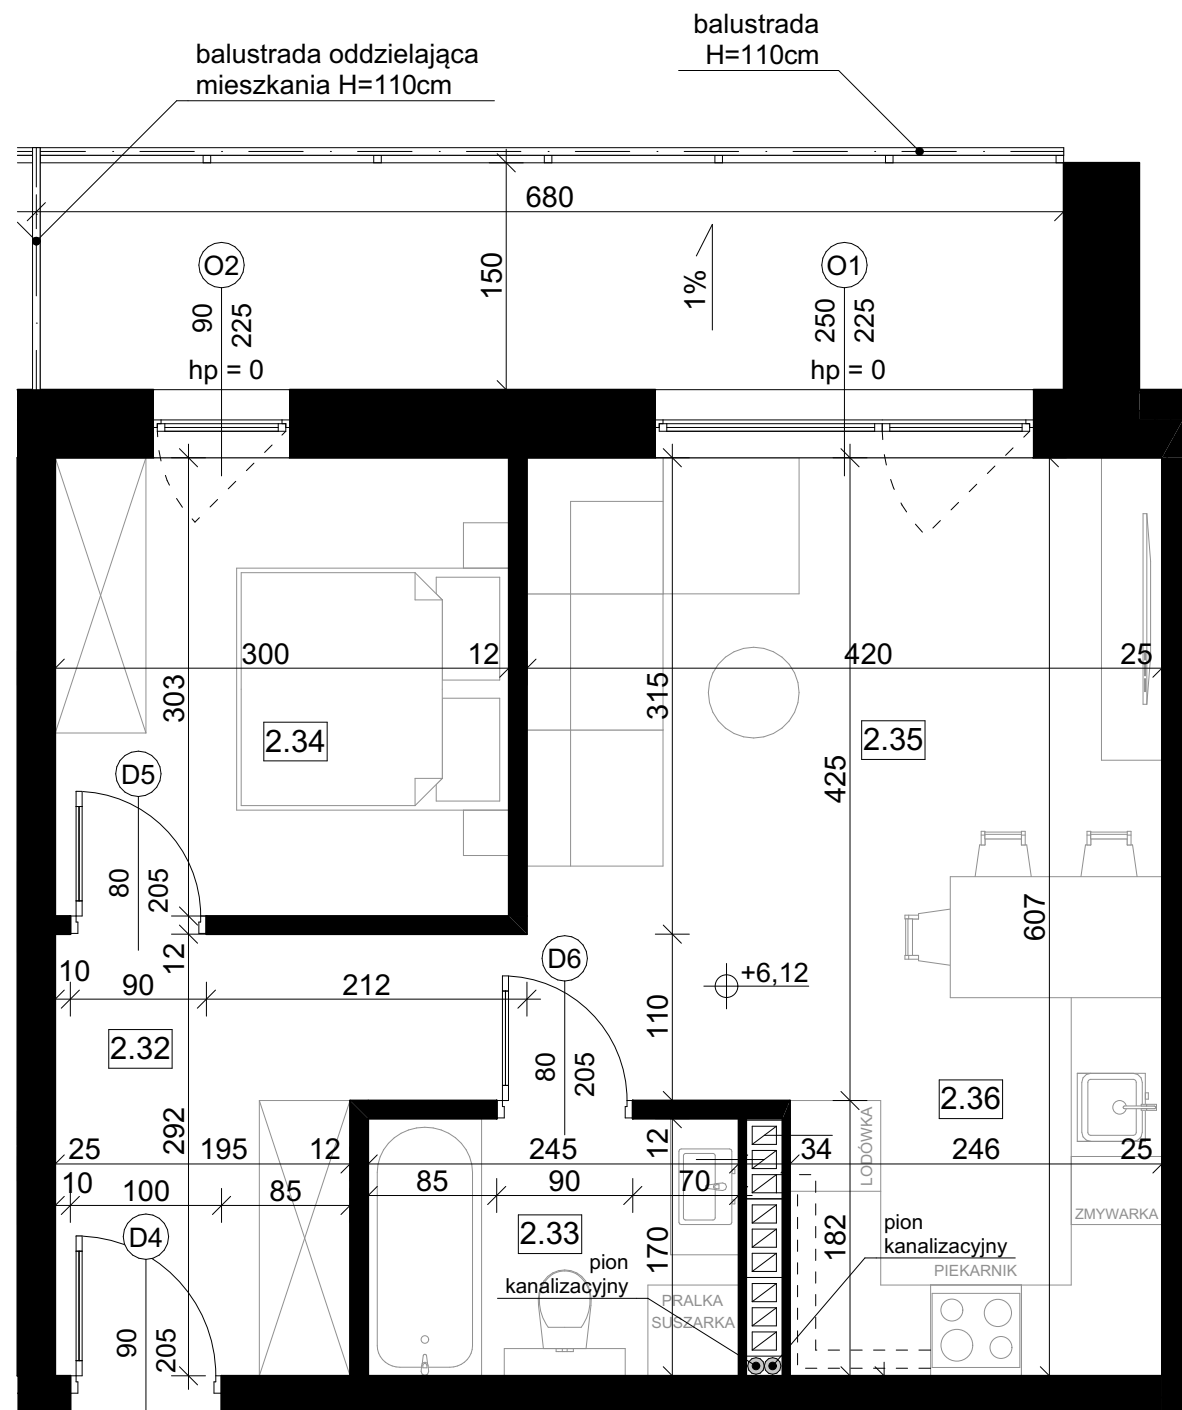 balustrada
H=110cm
balustrada oddzielająca
mieszkania H=110cm
680
O2
O1
150
1%
90
225
250
225
hp = 0
hp = 0
300
12
420
25
303
315
2.34
2.35
425
D5
80
205
607
12
D6
10
90
212
+6,12
110
80
205
2.32
2.36
292
LODÓWKA
25
195
12
245
12
34
246
25
10
100
85
85
90
70
ZMYWARKA
D4
2.33
170
182
pion
kanalizacyjny
pion
kanalizacyjny
PIEKARNIK
PRALKA
SUSZARKA
90
205